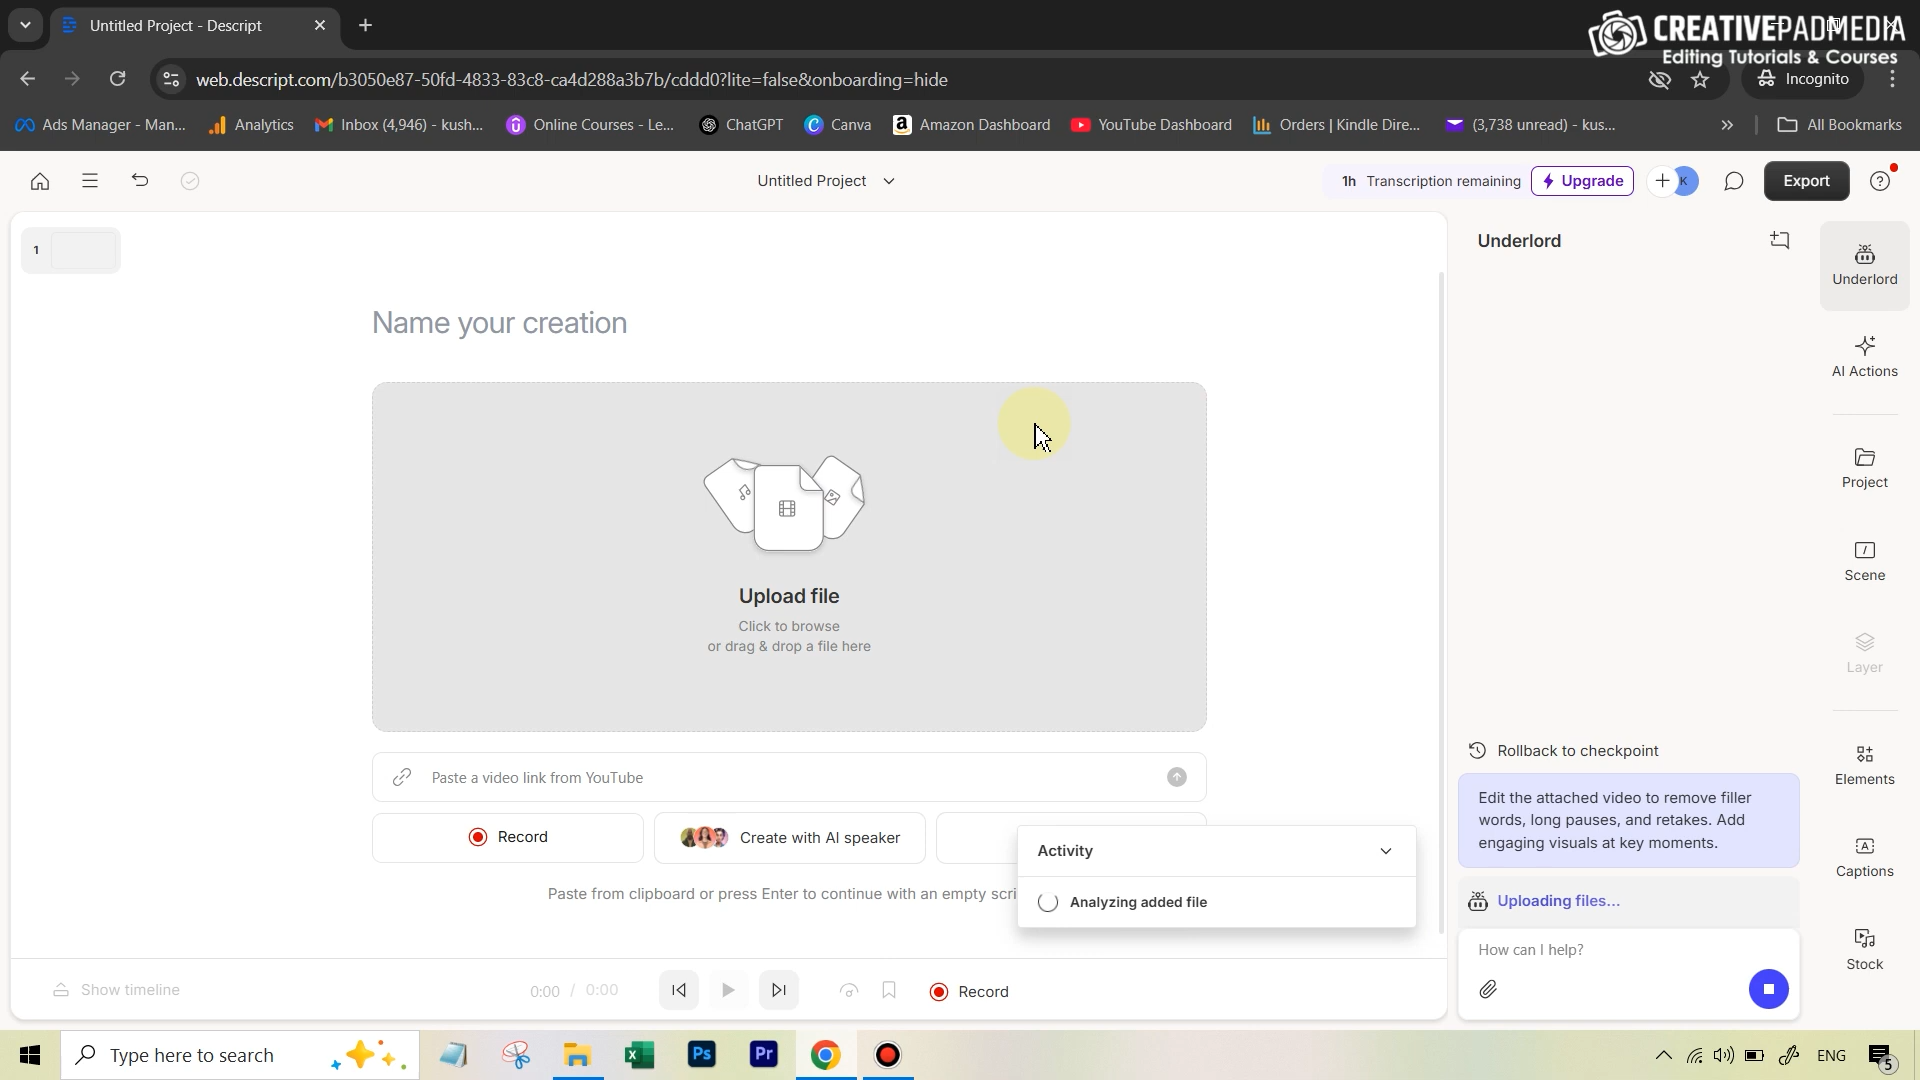 Untitled Project - Descript
CREATIVEPADMEDIA
Editing Tutorials & Courses
web.descript.com/b3050e87-50fd-4833-83c8-ca4d288a3b7b/cddd0?lite=false&onboarding=hide
Incognito
Ads Manager - Man...
Analytics
Inbox (4,946) - kush...
Online Courses - Le...
ChatGPT
Canva
Amazon Dashboard
YouTube Dashboard
Orders | Kindle Dire...
(3,738 unread) - kus...
All Bookmarks
Untitled Project
1h Transcription remaining
Upgrade
K
Export
1
Name your creation
Upload file
Click to browse
or drag & drop a file here
Paste a video link from YouTube
Record
Create with AI speaker
Paste from clipboard or press Enter to continue with an empty scri
Activity
Analyzing added file
Show timeline
0:00 / 0:00
Record
Underlord
Rollback to checkpoint
Edit the attached video to remove filler
words, long pauses, and retakes. Add
engaging visuals at key moments.
Uploading files...
How can I help?
Underlord
AI Actions
Project
Scene
Layer
Elements
Captions
Stock
Type here to search
Ps
Pr
ENG
5